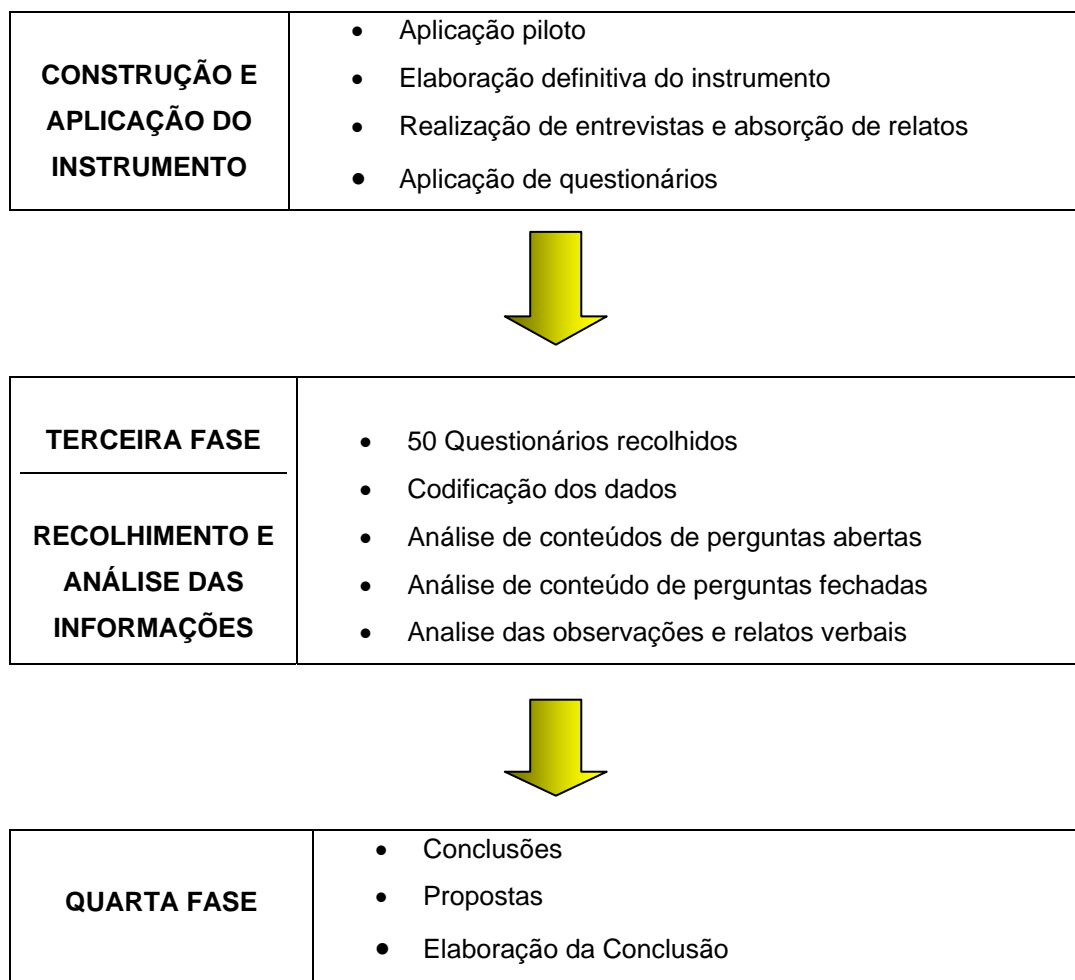 CONSTRUÇÃO E
APLICAÇÃO DO
INSTRUMENTO
• Aplicação piloto
• Elaboração definitiva do instrumento
• Realização de entrevistas e absorção de relatos
• Aplicação de questionários
TERCEIRA FASE
RECOLHIMENTO E
ANÁLISE DAS
INFORMAÇÕES
• 50 Questionários recolhidos
• Codificação dos dados
• Análise de conteúdos de perguntas abertas
• Análise de conteúdo de perguntas fechadas
• Analise das observações e relatos verbais
QUARTA FASE
• Conclusões
• Propostas
• Elaboração da Conclusão